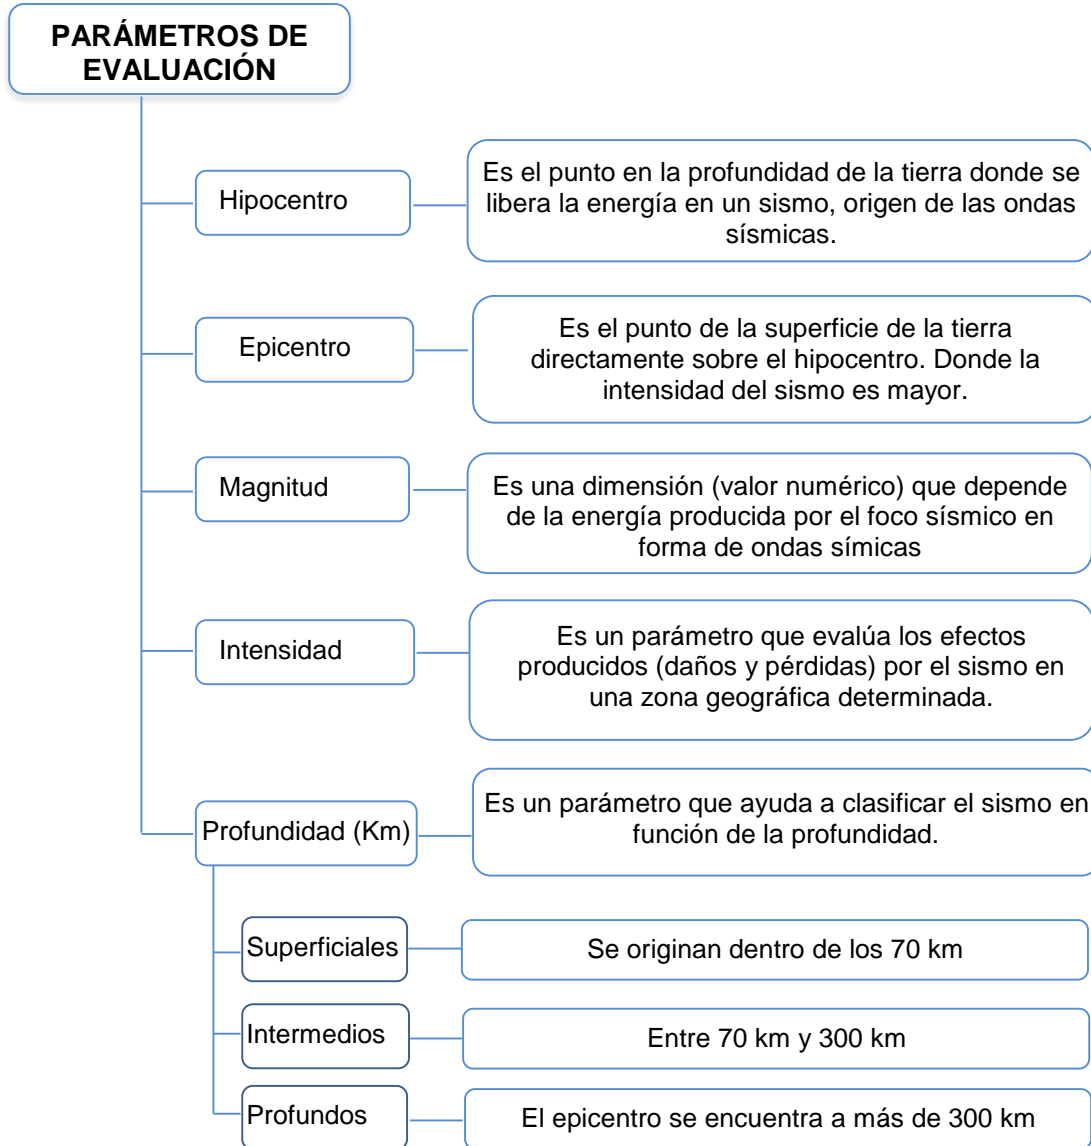 PARÁMETROS DE
EVALUACIÓN
Hipocentro
Es el punto en la profundidad de la tierra donde se
libera la energía en un sismo, origen de las ondas
sísmicas.
Epicentro
Es el punto de la superficie de la tierra
directamente sobre el hipocentro. Donde la
intensidad del sismo es mayor.
Magnitud
Es una dimensión (valor numérico) que depende
de la energía producida por el foco sísmico en
forma de ondas símicas
Intensidad
Es un parámetro que evalúa los efectos
producidos (daños y pérdidas) por el sismo en
una zona geográfica determinada.
Profundidad (Km)
Es un parámetro que ayuda a clasificar el sismo en
función de la profundidad.
Superficiales
Se originan dentro de los 70 km
Intermedios
Entre 70 km y 300 km
Profundos
El epicentro se encuentra a más de 300 km